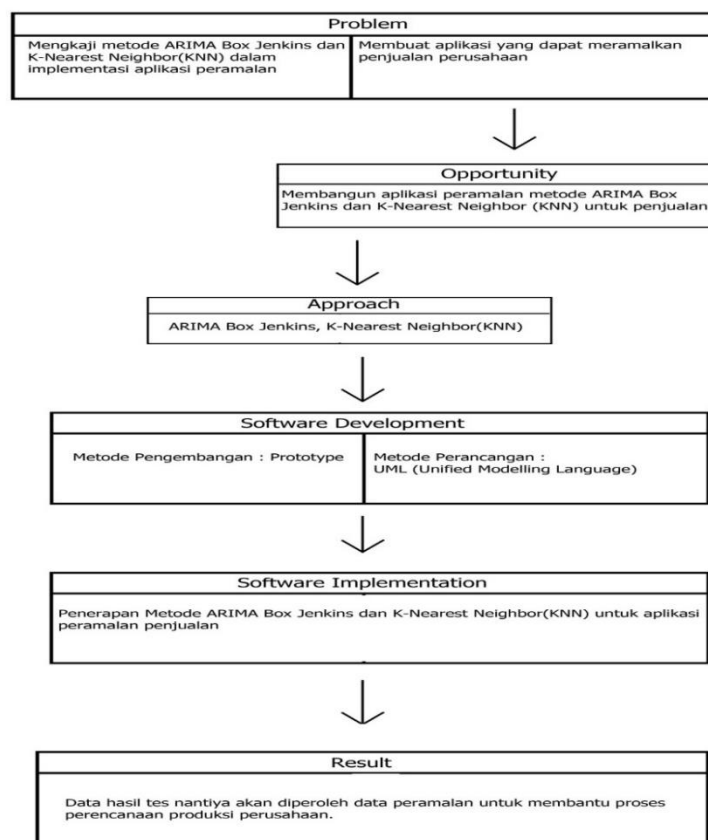 Problem
Mengkaji metode ARIMA Box Jenkins dan
K-Nearest Neighbor(KNN) dalam
implementasi aplikasi peramalan
Membuat aplikasi yang dapat meramalkan
penjualan perusahaan
Opportunity
Membangun aplikasi peramalan metode ARIMA Box
Jenkins dan K-Nearest Neighbor (KNN) untuk penjualan
Approach
ARIMA Box Jenkins, K-Nearest Neighbor(KNN)
Software Development
Metode Pengembangan : Prototype
Metode Perancangan :
UML (Unified Modelling Language)
Software Implementation
Penerapan Metode ARIMA Box Jenkins dan K-Nearest Neighbor(KNN) untuk aplikasi
peramalan penjualan
Result
Data hasil tes nantiya akan diperoleh data peramalan untuk membantu proses
perencanaan produksi perusahaan.